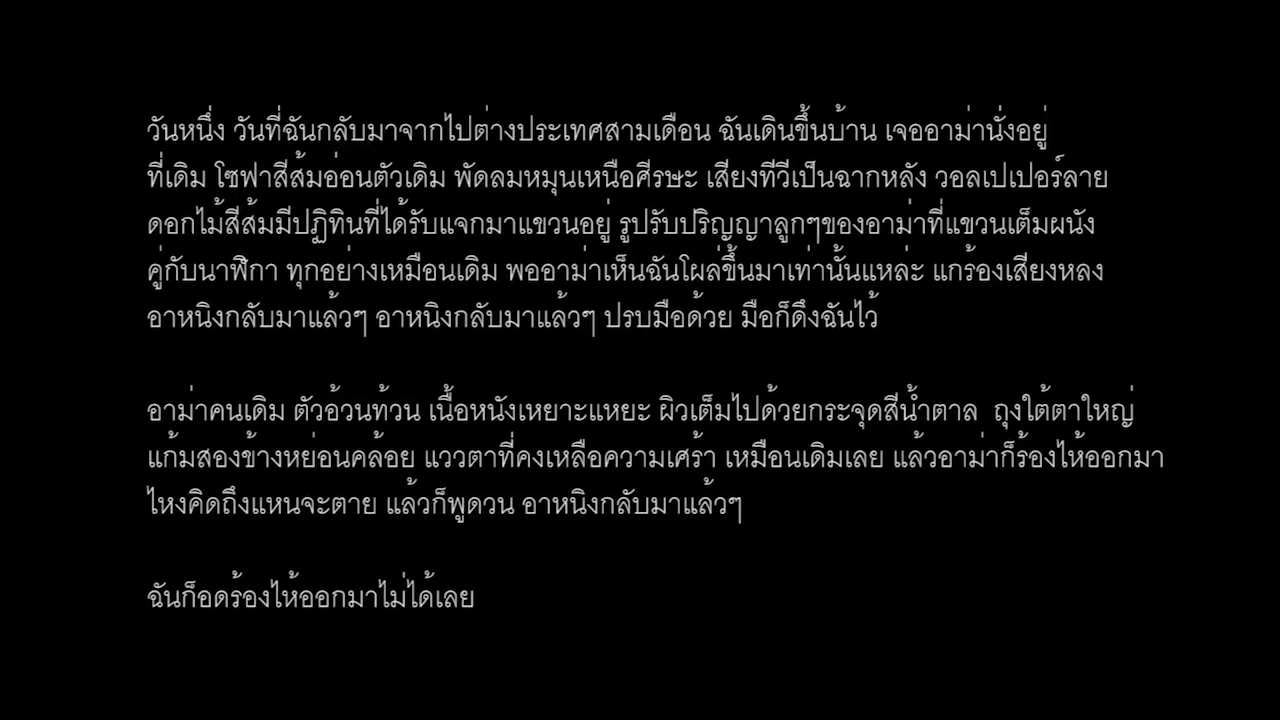 วันหนึ่ง วันที่ฉันกลับมาจากไปต่างประเทศสามเดือน ฉันเดินขึ้นบ้าน เจออาม่านั่งอยู่
ที่เดิม โซฟาสีส้มอ่อนตัวเดิม พัดลมหมุนเหนือศีรษะ เสียงทีวีเป็นฉากหลัง วอลเปเปอร์ลาย
ดอกไม้สีส้มมีปฏิทินที่ได้รับแจกมาแขวนอยู่ รูปรับปริญญาลูกๆของอาม่าที่แขวนเต็มผนัง
คู่กับนาฬิกา ทุกอย่างเหมือนเดิม พออาม่าเห็นฉันโผล่ขึ้นมาเท่านั้นแหล่ะ แกร้องเสียงหลง
อาหนิงกลับมาแล้วๆ อาหนิงกลับมาแล้วๆ ปรบมือด้วย มือก็ดึงฉันไว้
อาม่าคนเดิม ตัวอ้วนท้วน เนื้อหนังเหยาะแหยะ ผิวเต็มไปด้วยกระจุดสีน้ำตาล ถุงใต้ตาใหญ่
แก้มสองข้างหย่อนคล้อย แววตาที่คงเหลือความเศร้า เหมือนเดิมเลย แล้วอาม่าก็ร้องไห้ออกมา
ไหงคิดถึงแหนจะตาย แล้วก็พูดวน อาหนิงกลับมาแล้วๆ
ฉันก็อดร้องไห้ออกมาไม่ได้เลย